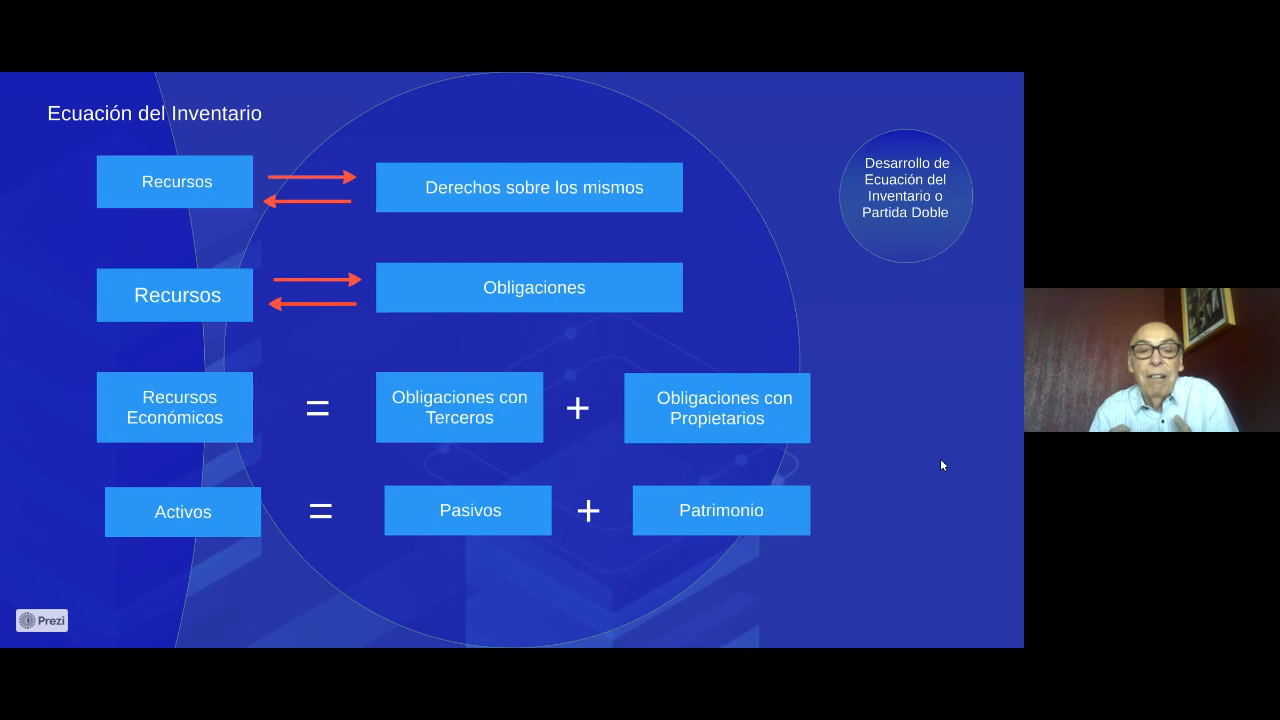 Ecuación del Inventario
Recursos
Derechos sobre los mismos
Desarrollo de
Ecuación del
Inventario o
Partida Doble
Recursos
Obligaciones
Recursos
Económicos
=
Obligaciones con
Terceros
+
Obligaciones con
Propietarios
Activos
=
Pasivos
+
Patrimonio
Prezi